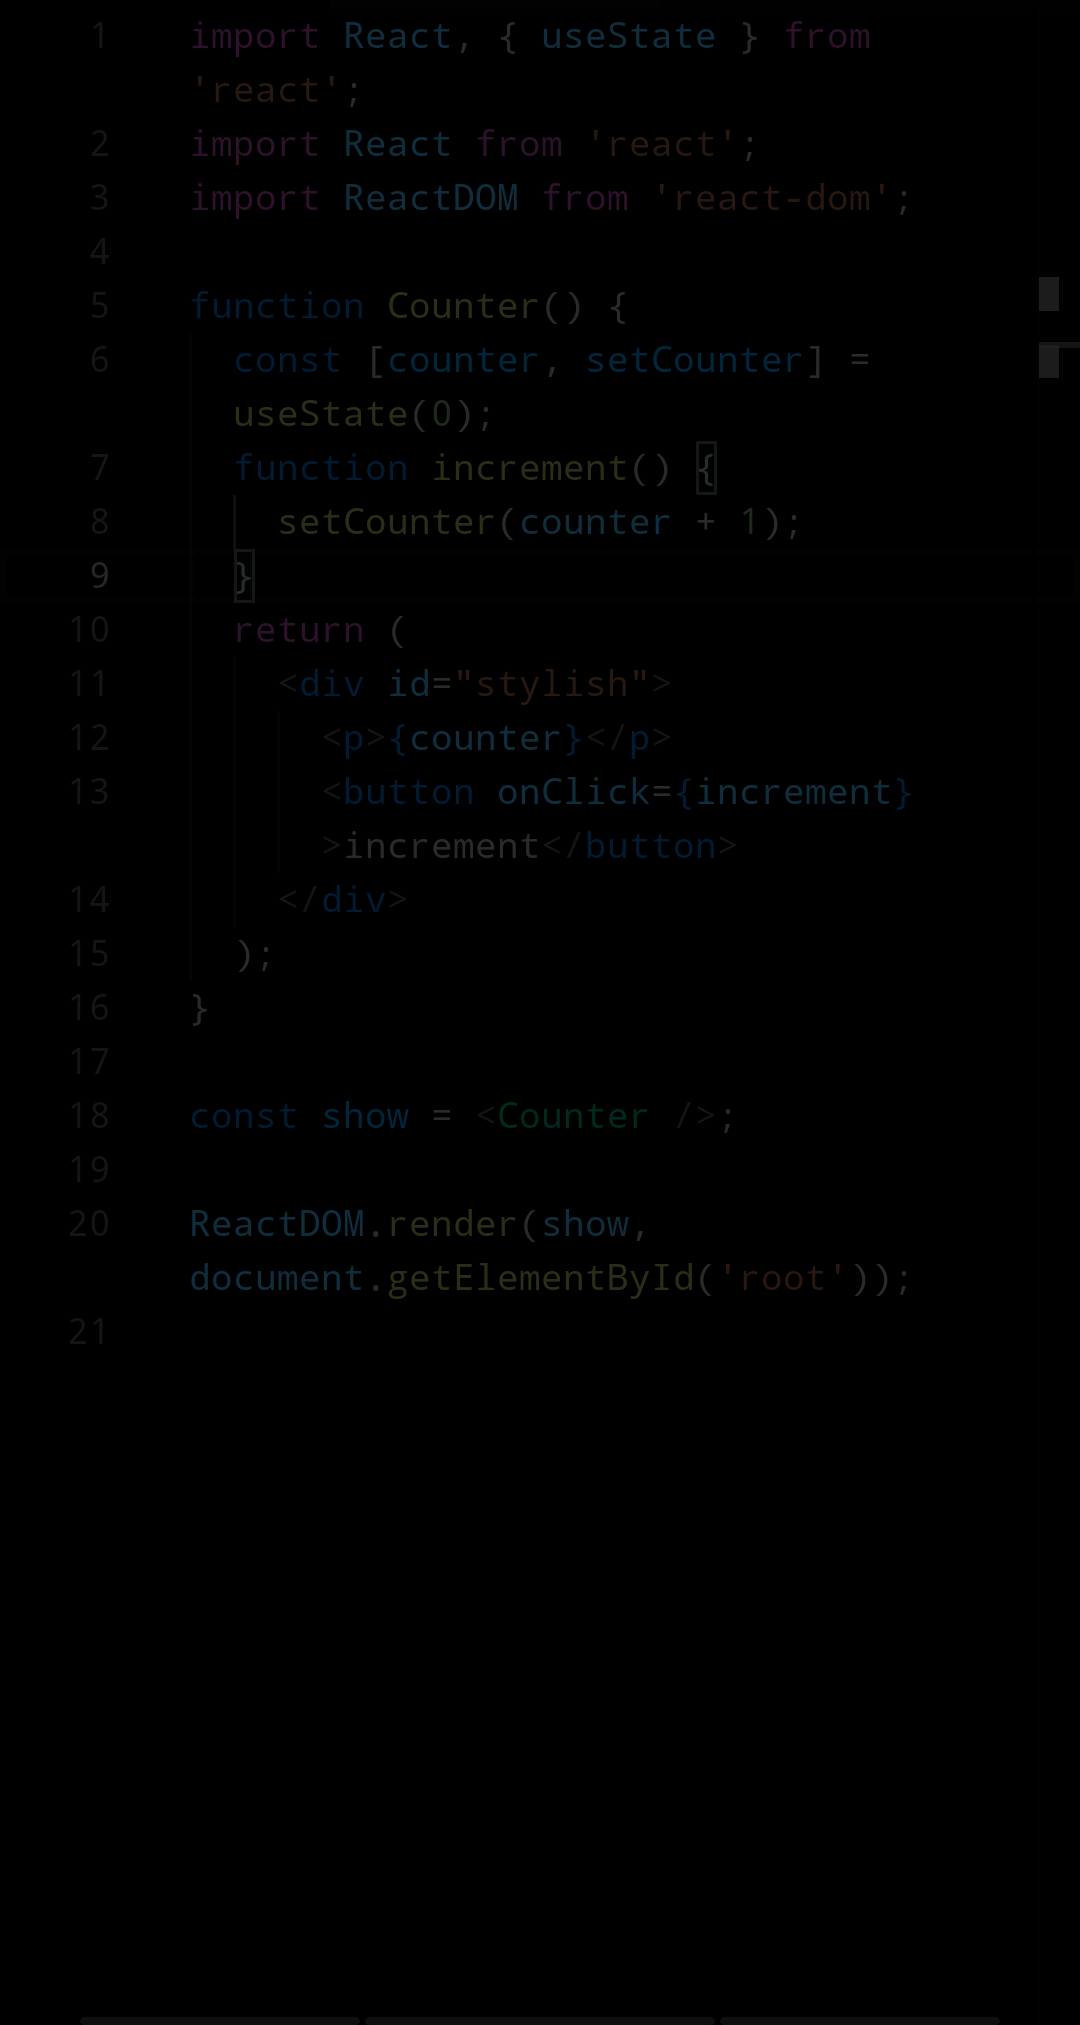 1 import React, { useState } from
'react';
2 import React from 'react';
3 import ReactDOM from 'react-dom';
4
5 function Counter() {
6   const [counter, setCounter] =
  useState(0);
7   function increment() {
8     setCounter(counter + 1);
9   }
10   return (
11     <div id="stylish">
12       <p>{counter}</p>
13       <button onClick={increment}
      >increment</button>
14     </div>
15   );
16 }
17
18 const show = <Counter />;
19
20 ReactDOM.render(show,
document.getElementById('root'));
21